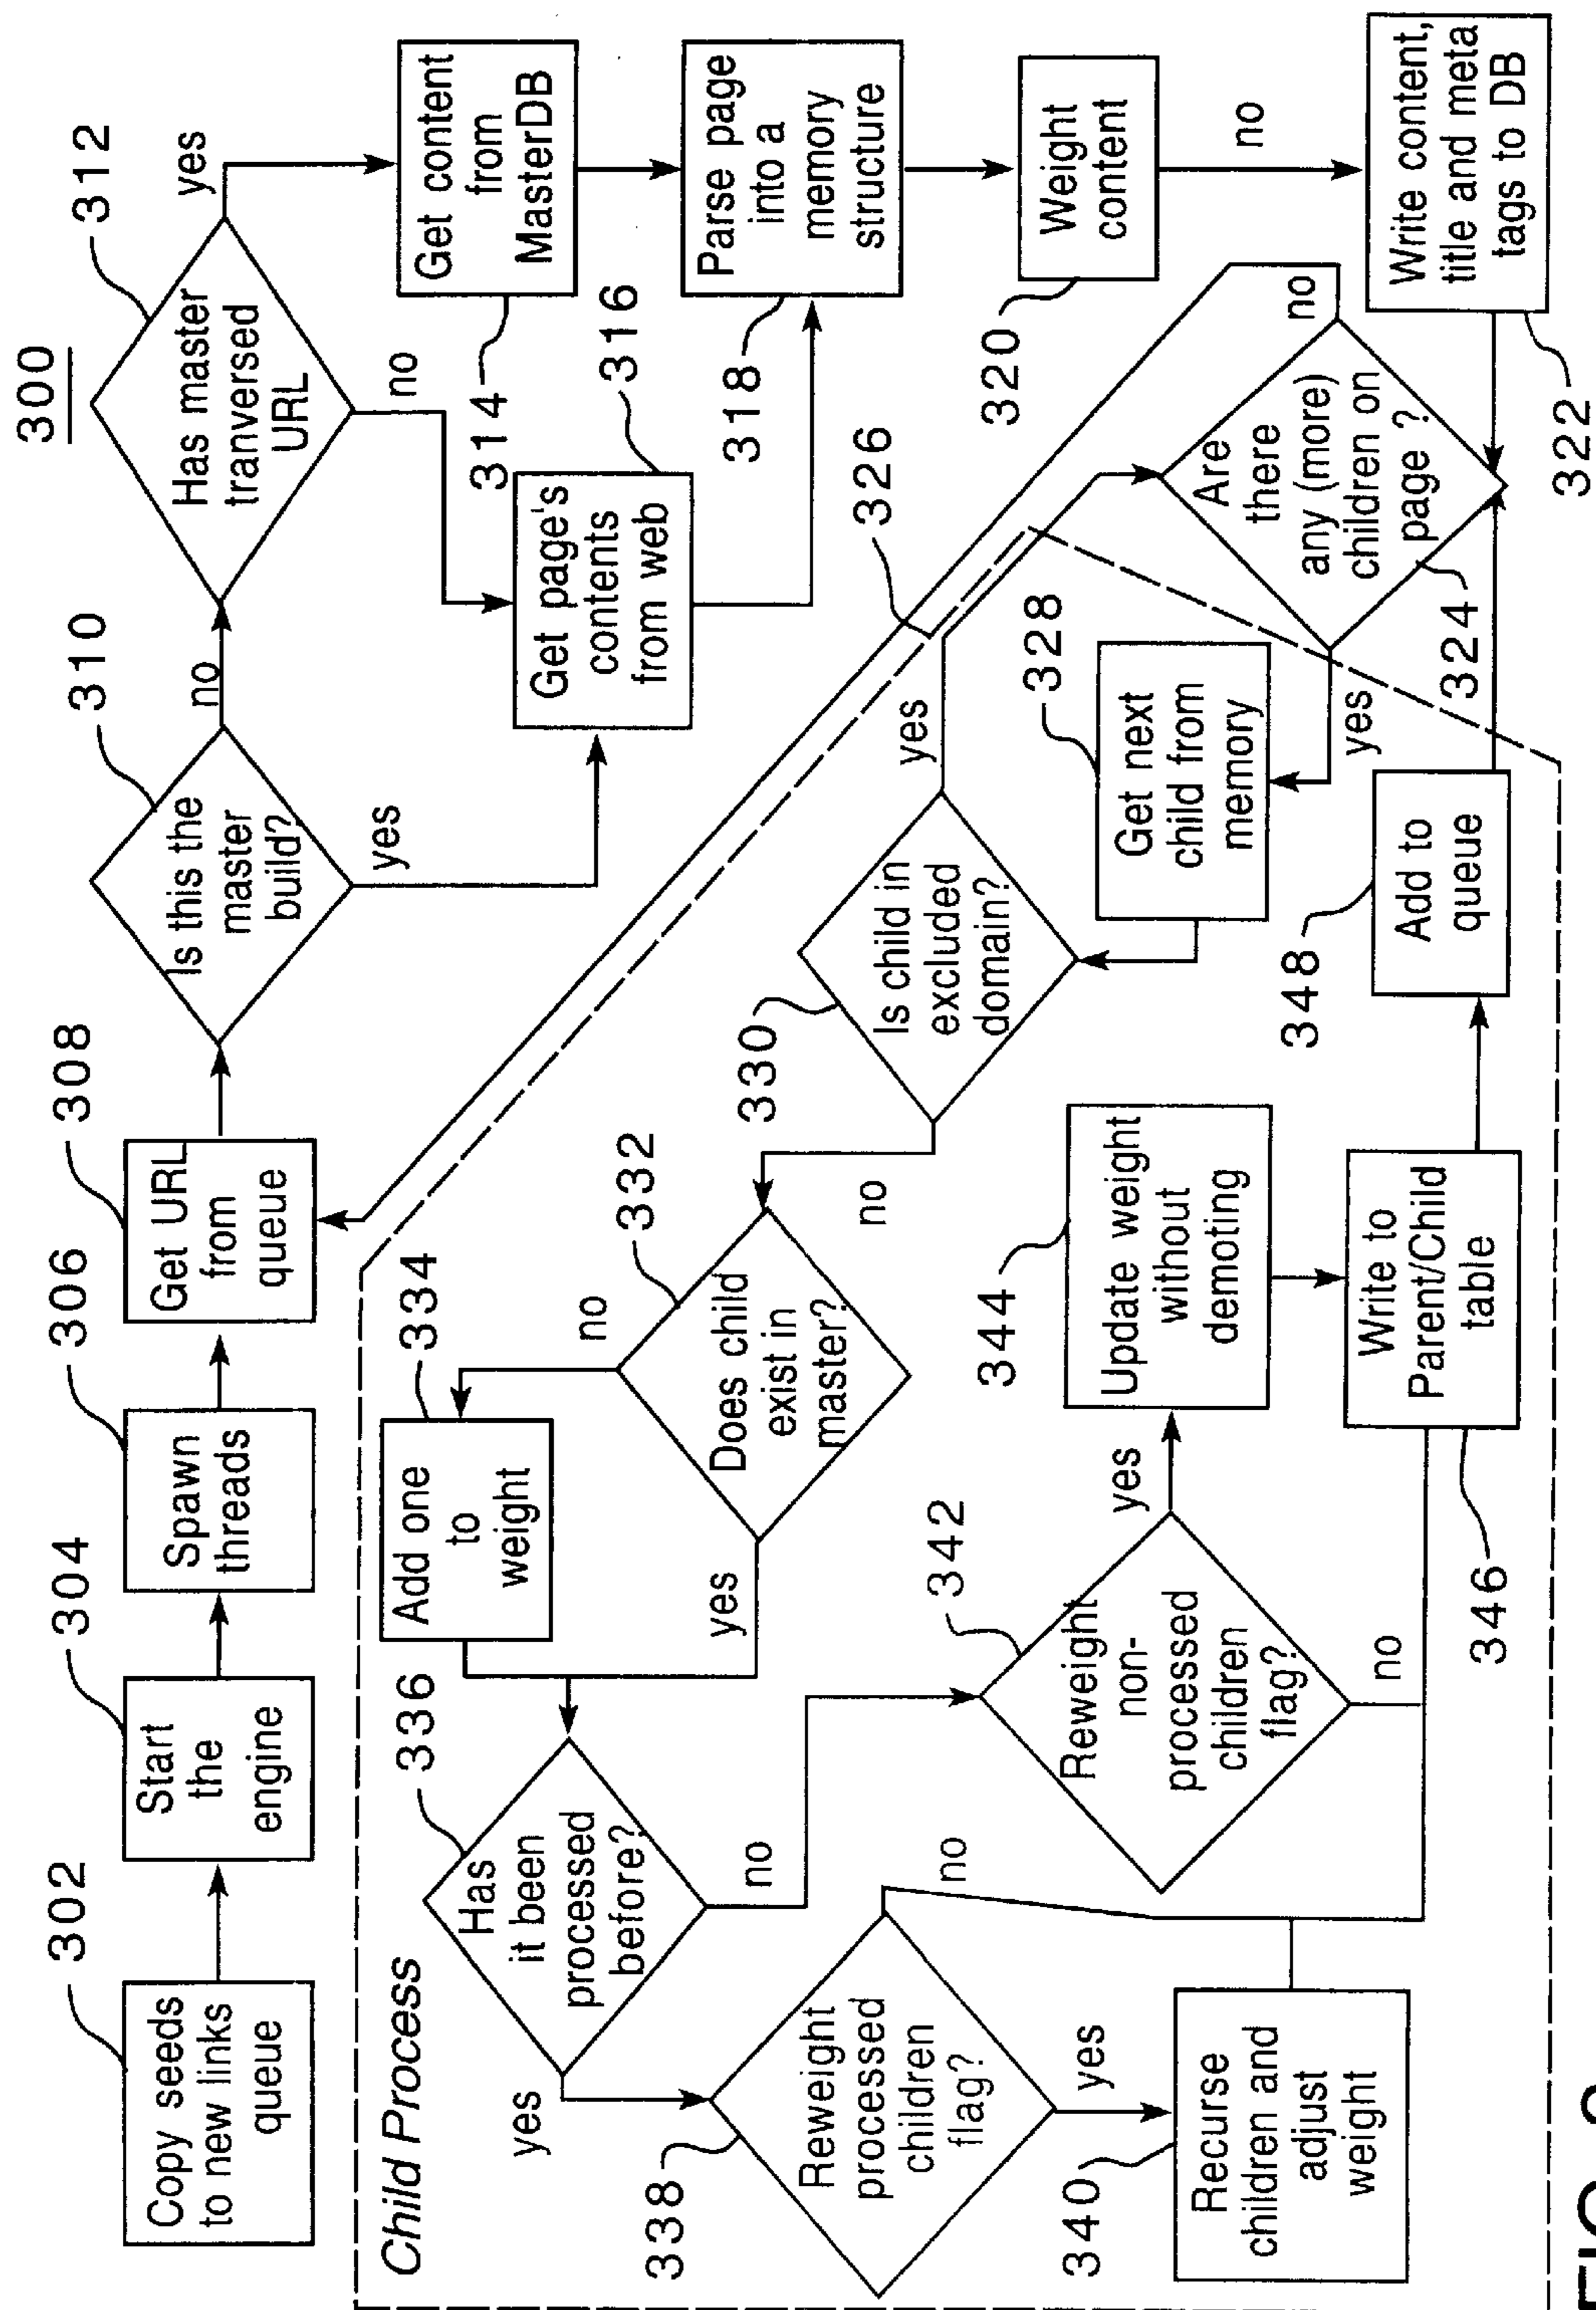 300
302
Copy seeds
to new links
queue
304
Start
the
engine
306
Spawn
threads
308
Get URL
from
queue
310
Is this the
master
build?
no
yes
312
Has master
tranversed
URL
yes
no
314
Get content
from
MasterDB
316
Get page's
contents
from web
318
Parse page
into a
memory
structure
320
Weight
content
no
322
Write content,
title and meta
tags to DB
324
Are
there
any (more)
children on
page ?
no
yes
326
328
Get next
child from
memory
330
Is child in
excluded
domain?
yes
no
332
Does child
exist in
master?
no
yes
334
Add one
to
weight
Child Process
336
Has
it been
processed
before?
yes
no
338
Reweight
processed
children
flag?
no
yes
340
Recurse
children and
adjust
weight
342
Reweight
non-
processed
children
flag?
yes
no
344
Update weight
without
demoting
346
Write to
Parent/Child
table
348
Add to
queue